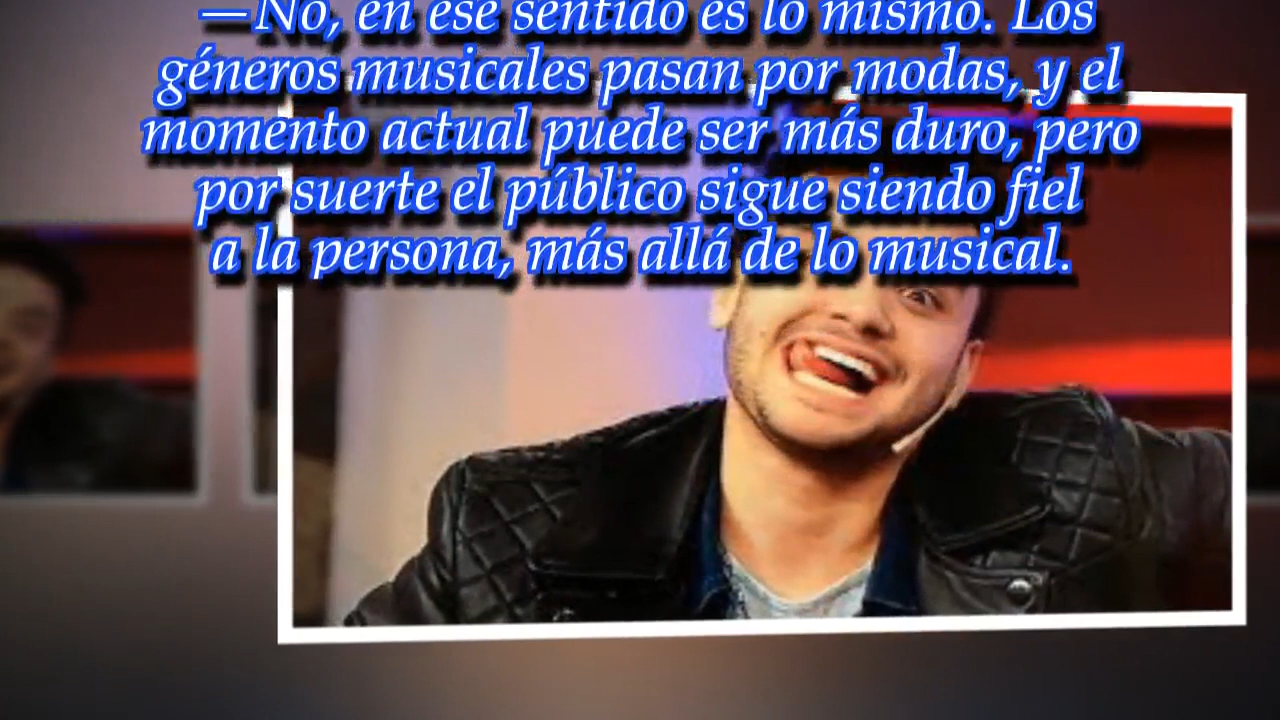 —No, en ese sentido es lo mismo. Los
géneros musicales pasan por modas, y el
momento actual puede ser más duro, pero
por suerte el público sigue siendo fiel
a la persona, más allá de lo musical.